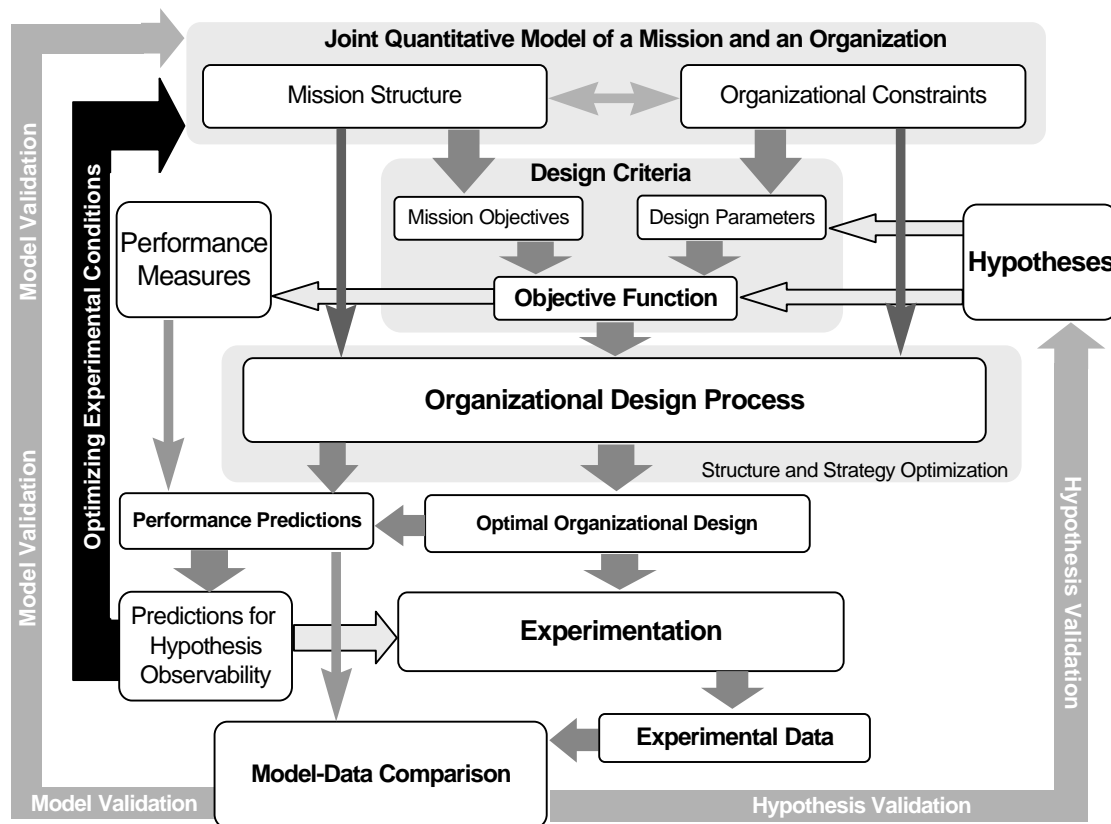 Joint Quantitative Model of a Mission and an Organization
Mission Structure
Organizational Constraints
Design Criteria
Mission Objectives
Design Parameters
Performance
Measures
Hypotheses
Objective Function
Organizational Design Process
Structure and Strategy Optimization
Performance Predictions
Optimal Organizational Design
Predictions for
Hypothesis
Observability
Experimentation
Experimental Data
Model-Data Comparison
Model Validation
Model Validation
Model Validation
Optimizing Experimental Conditions
Hypothesis Validation
Hypothesis Validation